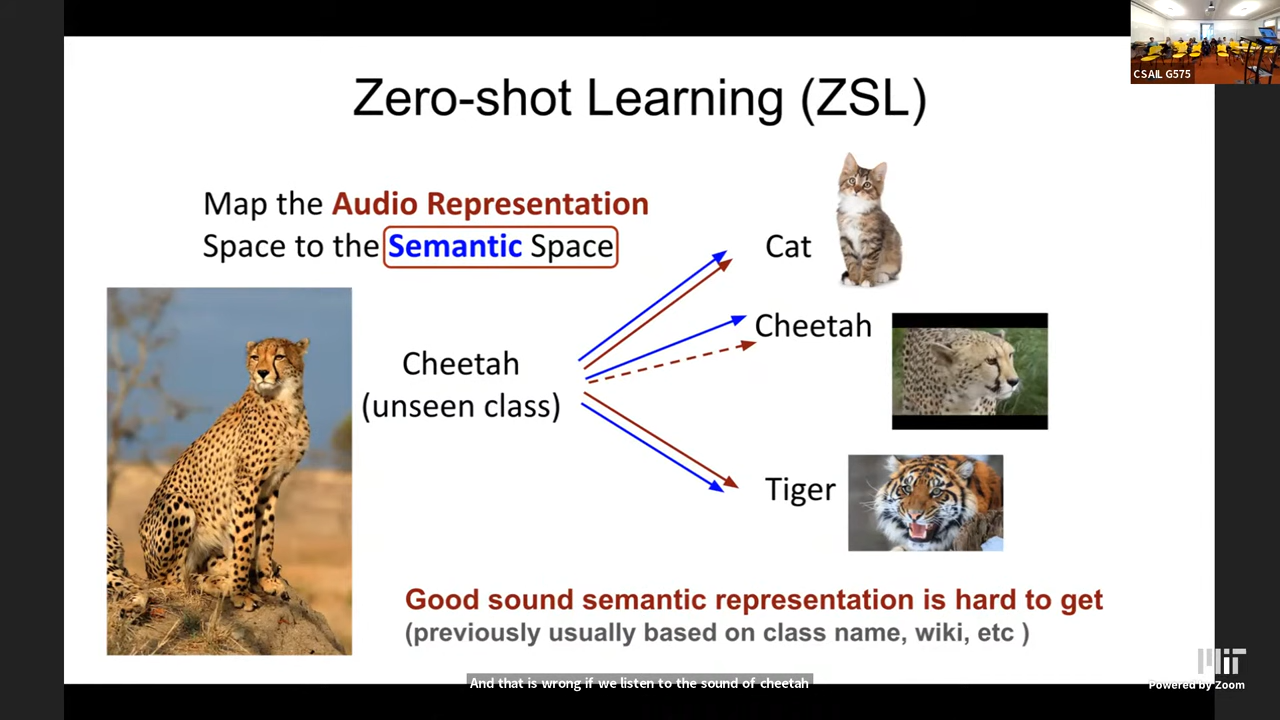 CSAIL G575
Zero-shot Learning (ZSL)
Map the Audio Representation
Space to the Semantic Space
Cat
Cheetah
Cheetah
(unseen class)
Tiger
Good sound semantic representation is hard to get
(previously usually based on class name, wiki, etc )
And that is wrong if we listen to the sound of cheetah
MIT
Powered by Zoom